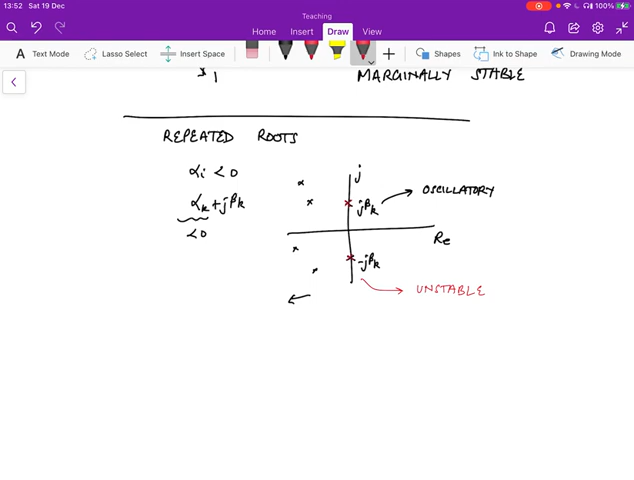 13:52 Sat 19 Dec
100%
Teaching
Home Insert Draw View
A Text Mode Lasso Select Insert Space Shapes Ink to Shape Drawing Mode
MARGINALLY STABLE
REPEATED ROOTS
αi < 0
j
αk + jβk
jβk
OSCILLATORY
< 0
Re
-jβk
UNSTABLE